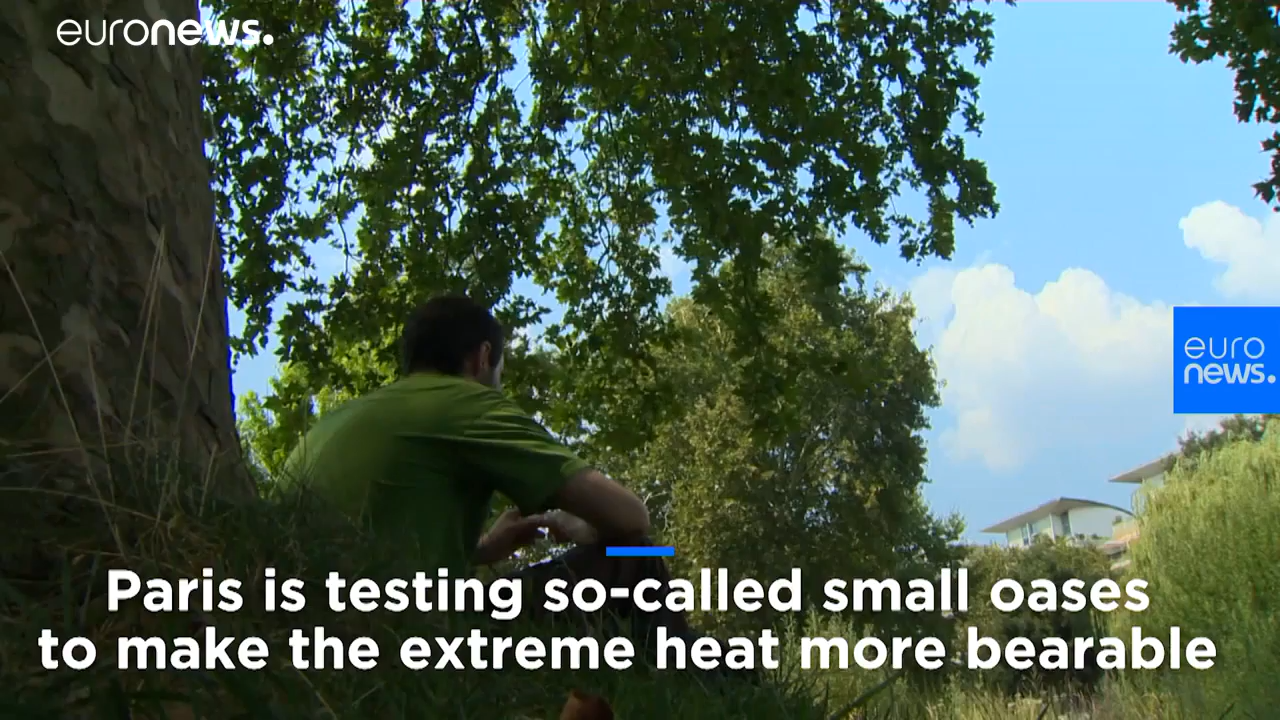 euronews.
euro
news.
Paris is testing so-called small oases
to make the extreme heat more bearable